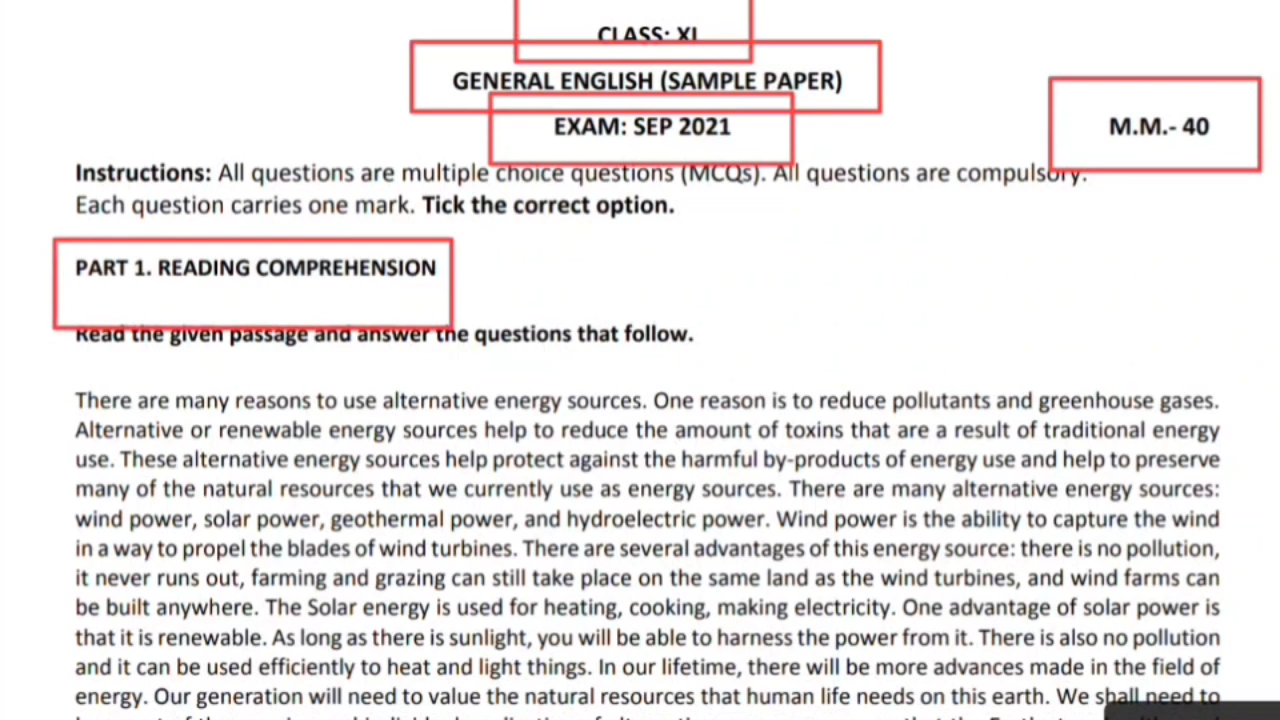 CLASS: XI
GENERAL ENGLISH (SAMPLE PAPER)
EXAM: SEP 2021
M.M.- 40
Instructions: All questions are multiple choice questions (MCQs). All questions are compulsory.
Each question carries one mark. Tick the correct option.
PART 1. READING COMPREHENSION
Read the given passage and answer the questions that follow.
There are many reasons to use alternative energy sources. One reason is to reduce pollutants and greenhouse gases.
Alternative or renewable energy sources help to reduce the amount of toxins that are a result of traditional energy
use. These alternative energy sources help protect against the harmful by-products of energy use and help to preserve
many of the natural resources that we currently use as energy sources. There are many alternative energy sources:
wind power, solar power, geothermal power, and hydroelectric power. Wind power is the ability to capture the wind
in a way to propel the blades of wind turbines. There are several advantages of this energy source: there is no pollution,
it never runs out, farming and grazing can still take place on the same land as the wind turbines, and wind farms can
be built anywhere. The Solar energy is used for heating, cooking, making electricity. One advantage of solar power is
that it is renewable. As long as there is sunlight, you will be able to harness the power from it. There is also no pollution
and it can be used efficiently to heat and light things. In our lifetime, there will be more advances made in the field of
energy. Our generation will need to value the natural resources that human life needs on this earth. We shall need to